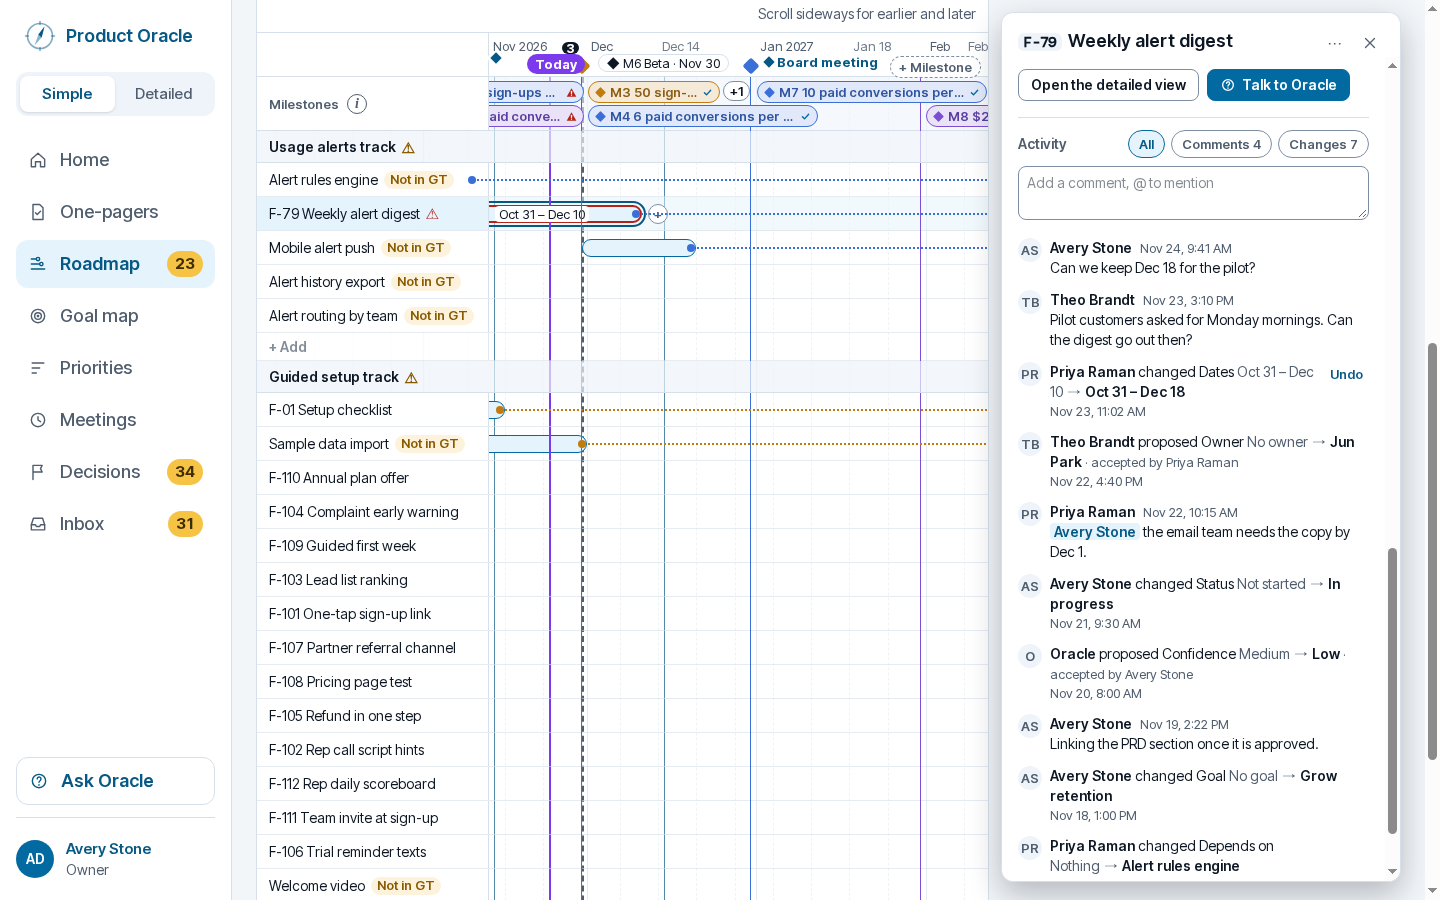 Product Oracle
Simple
Detailed
Home
One-pagers
Roadmap
23
Goal map
Priorities
Meetings
Decisions
34
Inbox
31
Ask Oracle
AD
Avery Stone
Owner
Scroll sideways for earlier and later
Nov 2026
3
Dec
Dec 14
Jan 2027
Jan 18
Feb
Feb
Today
M6 Beta · Nov 30
Board meeting
+ Milestone
Milestones
i
sign-ups ...
M3 50 sign-...
+1
M7 10 paid conversions per...
aid conve...
M4 6 paid conversions per ...
M8 $2
Usage alerts track
Alert rules engine
Not in GT
F-79 Weekly alert digest
Oct 31 – Dec 10
Mobile alert push
Not in GT
Alert history export
Not in GT
Alert routing by team
Not in GT
+ Add
Guided setup track
F-01 Setup checklist
Sample data import
Not in GT
F-110 Annual plan offer
F-104 Complaint early warning
F-109 Guided first week
F-103 Lead list ranking
F-101 One-tap sign-up link
F-107 Partner referral channel
F-108 Pricing page test
F-105 Refund in one step
F-102 Rep call script hints
F-112 Rep daily scoreboard
F-111 Team invite at sign-up
F-106 Trial reminder texts
Welcome video
Not in GT
F-79 Weekly alert digest
Open the detailed view
Talk to Oracle
Activity
All
Comments 4
Changes 7
Add a comment, @ to mention
AS
Avery Stone Nov 24, 9:41 AM
Can we keep Dec 18 for the pilot?
TB
Theo Brandt Nov 23, 3:10 PM
Pilot customers asked for Monday mornings. Can
the digest go out then?
PR
Priya Raman changed Dates Oct 31 – Dec
10 → Oct 31 – Dec 18
Undo
Nov 23, 11:02 AM
TB
Theo Brandt proposed Owner No owner → Jun
Park · accepted by Priya Raman
Nov 22, 4:40 PM
PR
Priya Raman Nov 22, 10:15 AM
Avery Stone the email team needs the copy by
Dec 1.
AS
Avery Stone changed Status Not started → In
progress
Nov 21, 9:30 AM
O
Oracle proposed Confidence Medium → Low ·
accepted by Avery Stone
Nov 20, 8:00 AM
AS
Avery Stone Nov 19, 2:22 PM
Linking the PRD section once it is approved.
AS
Avery Stone changed Goal No goal → Grow
retention
Nov 18, 1:00 PM
PR
Priya Raman changed Depends on
Nothing → Alert rules engine